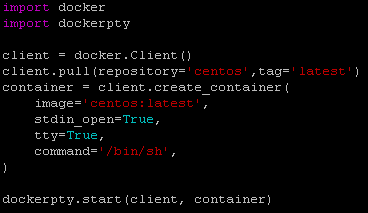 import docker
import dockerpty

client = docker.Client()
client.pull(repository='centos',tag='latest')
container = client.create_container(
    image='centos:latest',
    stdin_open=True,
    tty=True,
    command='/bin/sh',
)

dockerpty.start(client, container)